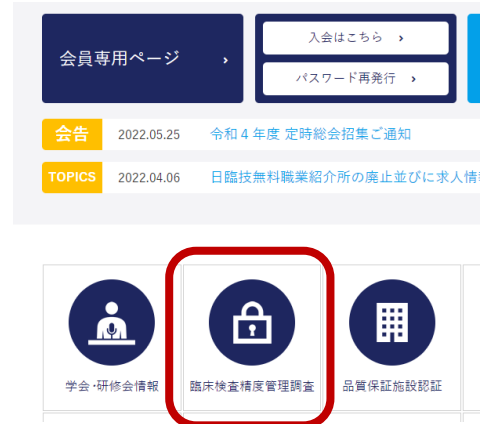 会員専用ページ
入会はこちら
パスワード再発行
会告 2022.05.25 令和4年度 定時総会招集ご通知
TOPICS 2022.04.06 日臨技無料職業紹介所の廃止並びに求人情
学会・研修会情報
臨床検査精度管理調査
品質保証施設認証